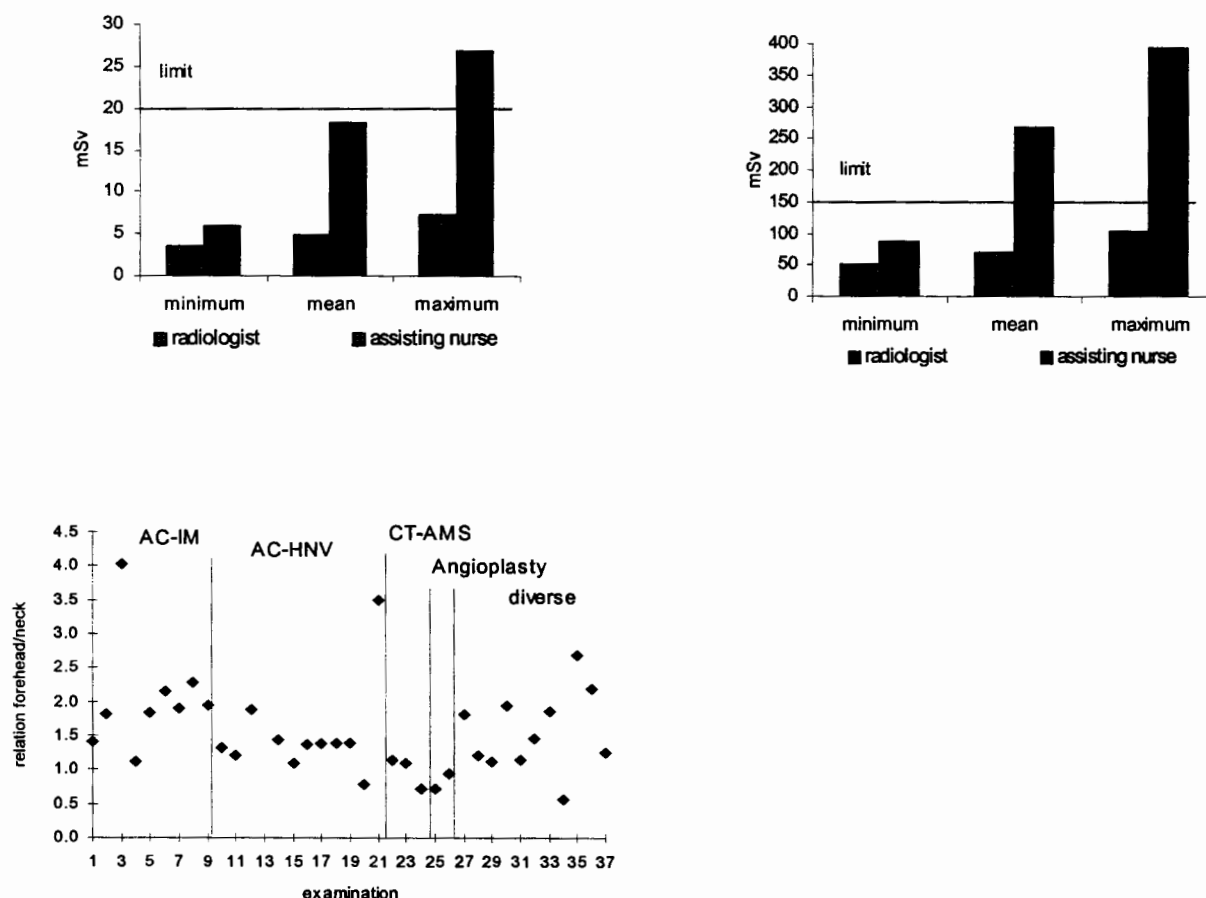 30
25
20
15
10
5
0
mSv
limit
minimum mean maximum
radiologist assisting nurse
400
350
300
250
200
150
100
50
0
mSv
limit
minimum mean maximum
radiologist assisting nurse
4.5
4.0
3.5
3.0
2.5
2.0
1.5
1.0
0.5
0.0
relation forehead/neck
AC-IM
AC-HNV
CT-AMS
Angioplasty
diverse
1 3 5 7 9 11 13 15 17 19 21 23 25 27 29 31 33 35 37
examination